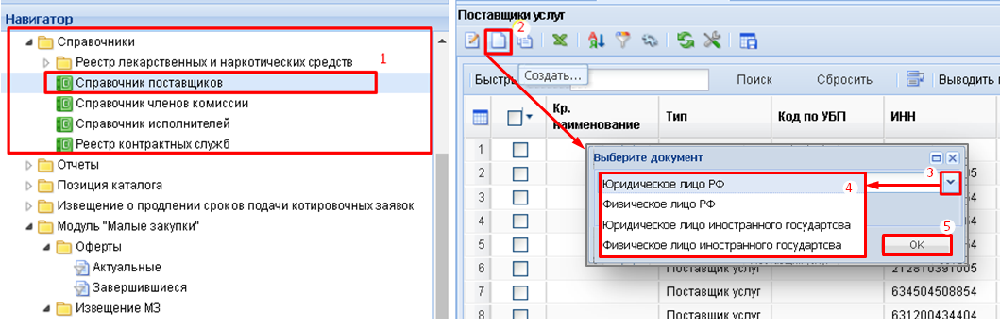 Навигатор
Справочники
Реестр лекарственных и наркотических средств
1
Справочник поставщиков
Справочник членов комиссии
Справочник исполнителей
Реестр контрактных служб
Отчеты
Позиция каталога
Извещение о продлении сроков подачи котировочных заявок
Модуль "Малые закупки"
Оферты
Актуальные
Завершившиеся
Извещение МЗ
Поставщики услуг
2
Создать...
Поиск
Сбросить
Выводить
Кр. наименование
Тип
Код по УБП
ИНН
1
2
3
4
5
6
7
8
Выберите документ
Юридическое лицо РФ
3
4
Физическое лицо РФ
Юридическое лицо иностранного государтсва
Физическое лицо иностранного государтсва
5
OK
Поставщик услуг
212810391005
Поставщик услуг
634504508854
Поставщик услуг
631200434404